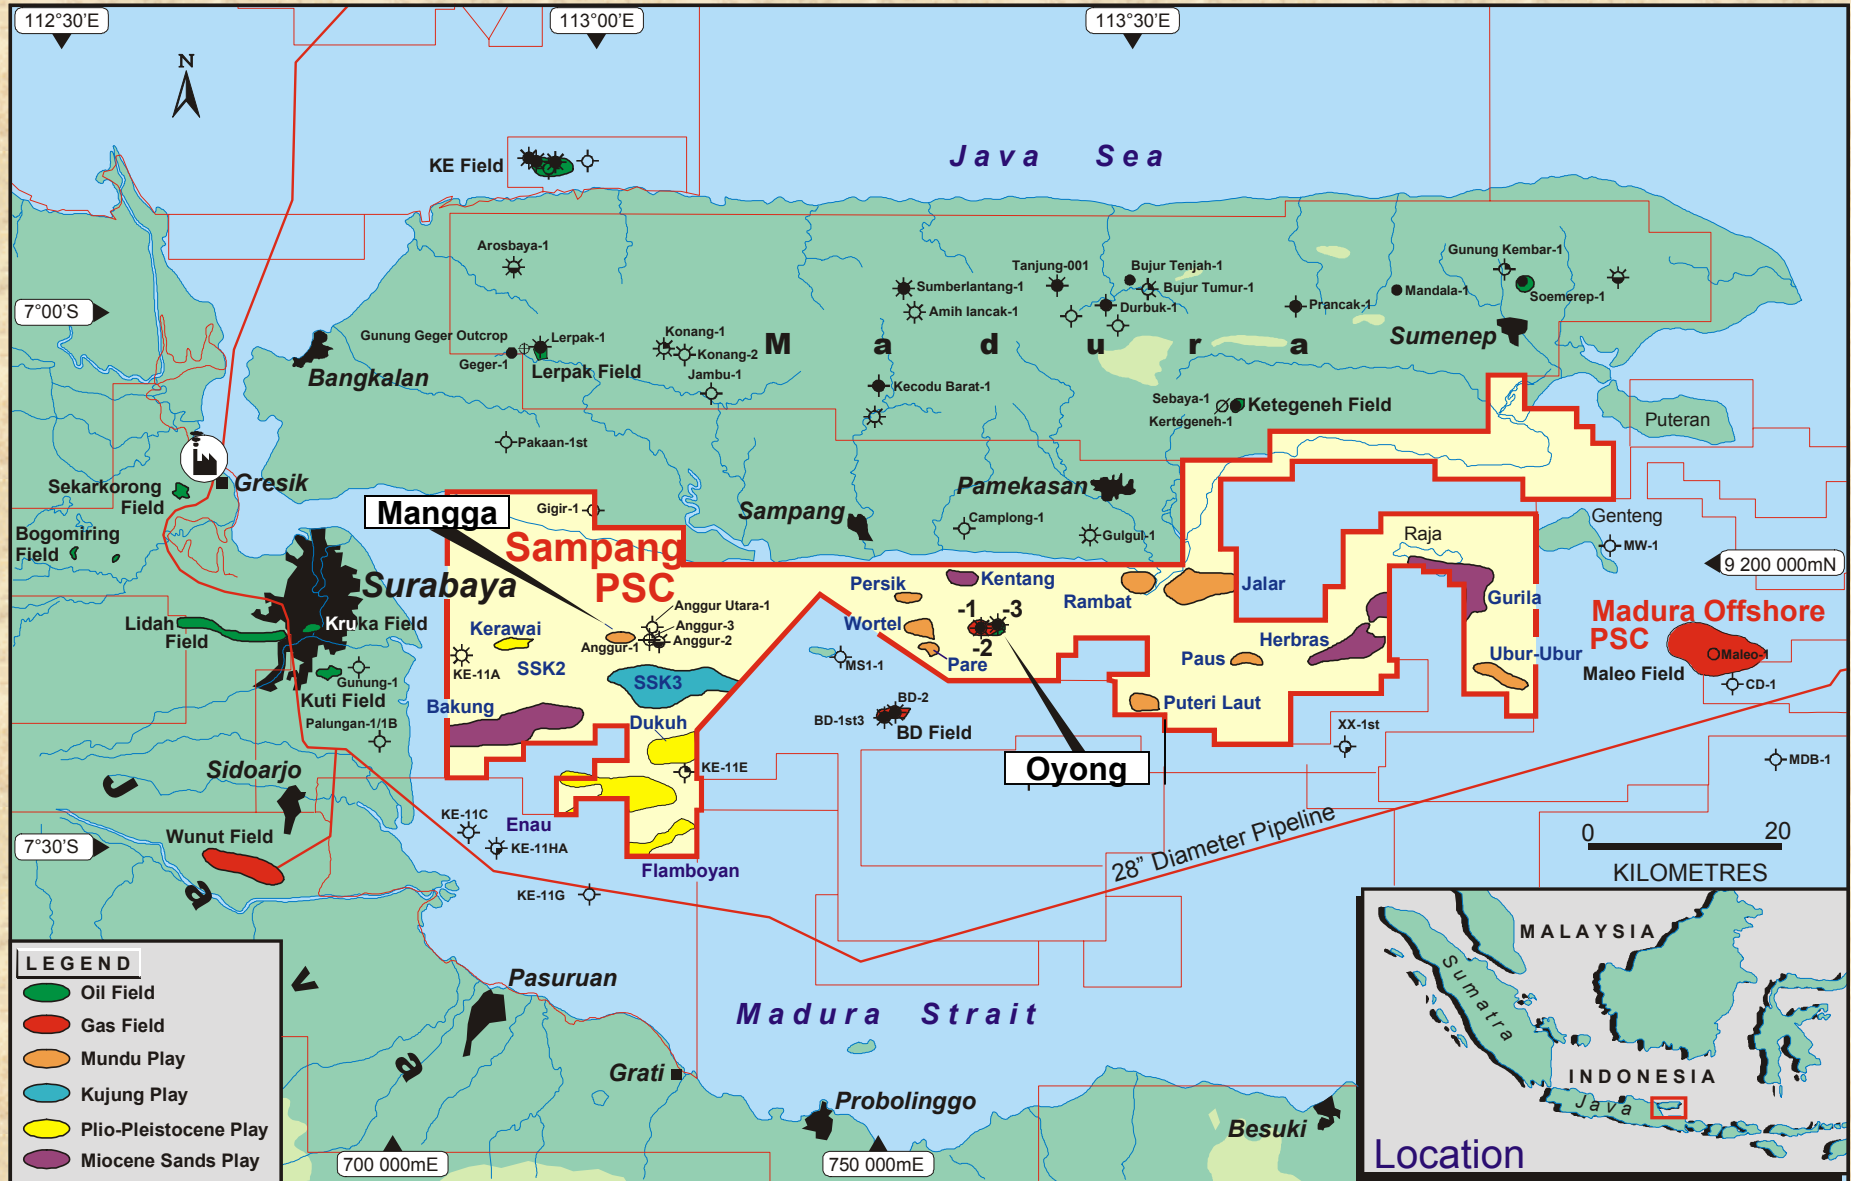 112°30'E
113°00'E
113°30'E
N
KE Field
Java Sea
Arosbaya-1
Gunung Kembar-1
Tanjung-001
Bujur Tenjah-1
Sumberlantang-1
Bujur Tumur-1
Mandala-1
Soemerep-1
7°00'S
Amih lancak-1
Durbuk-1
Prancak-1
Gunung Geger Outcrop
Lerpak-1
Konang-1
Konang-2
Madura
Sumenep
Geger-1
Lerpak Field
Jambu-1
Bangkalan
Kecodu Barat-1
Sebaya-1
Ketegeneh Field
Kertegeneh-1
Puteran
Pakaan-1st
Gresik
Sekarkorong
Field
Pamekasan
Mangga
Gigir-1
Sampang
Camplong-1
Gulgul-1
Genteng
MW-1
Bogomiring
Field
Sampang
PSC
Raja
9 200 000mN
Surabaya
Persik
Kentang
Rambat
Jalar
Gurila
Madura Offshore
PSC
Lidah
Field
Kruka Field
Kerawai
Anggur Utara-1
Anggur-3
Anggur-1
Anggur-2
Wortel
-1
-3
-2
Herbras
Maleo-1
KE-11A
SSK2
MS1-1
Pare
Paus
Ubur-Ubur
Maleo Field
Gunung-1
Kuti Field
SSK3
CD-1
Bakung
Dukuh
BD-2
BD-1st3
BD Field
Puteri Laut
XX-1st
Palungan-1/1B
Sidoarjo
KE-11E
Oyong
MDB-1
Java
KE-11C
Enau
KE-11HA
28” Diameter Pipeline
0
20
KILOMETRES
Wunut Field
7°30'S
Flamboyan
KE-11G
LEGEND
Oil Field
Gas Field
Mundu Play
Kujung Play
Plio-Pleistocene Play
Miocene Sands Play
Pasuruan
Madura Strait
Grati
Probolinggo
Besuki
700 000mE
750 000mE
MALAYSIA
Sumatra
INDONESIA
Java
Location